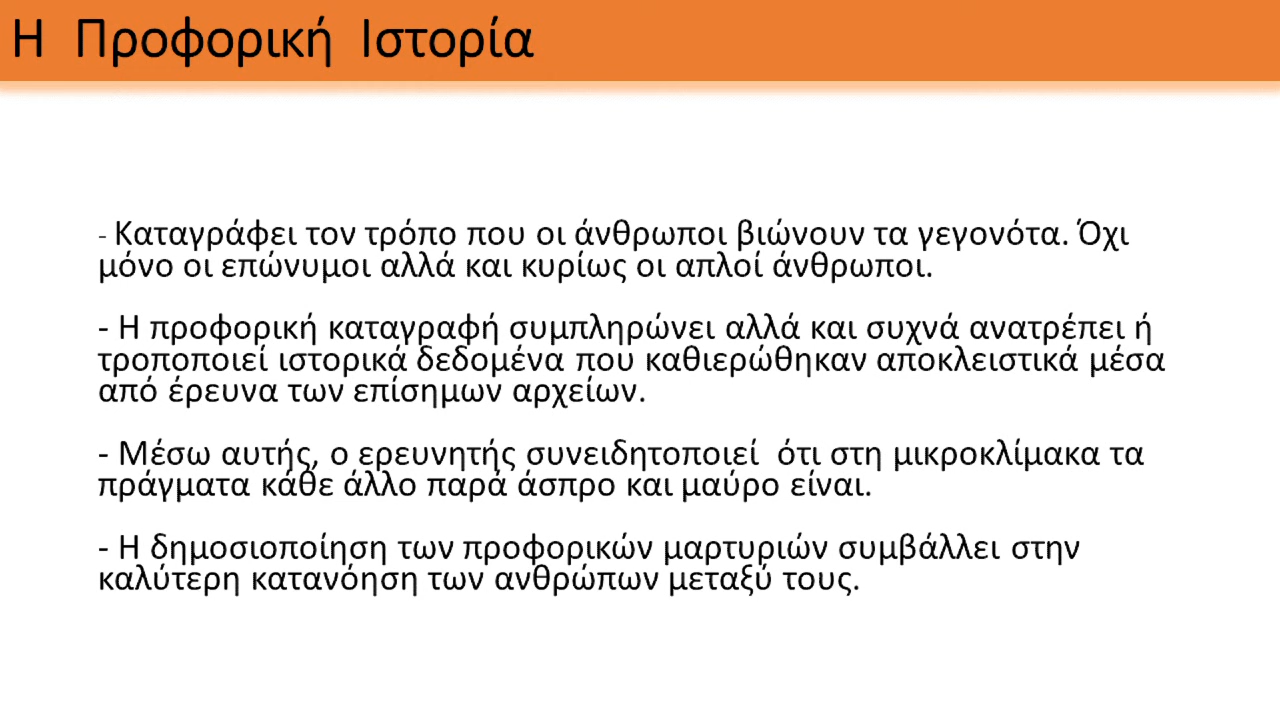 Η Προφορική Ιστορία
- Καταγράφει τον τρόπο που οι άνθρωποι βιώνουν τα γεγονότα. Όχι
μόνο οι επώνυμοι αλλά και κυρίως οι απλοί άνθρωποι.
- Η προφορική καταγραφή συμπληρώνει αλλά και συχνά ανατρέπει ή
τροποποιεί ιστορικά δεδομένα που καθιερώθηκαν αποκλειστικά μέσα
από έρευνα των επίσημων αρχείων.
- Μέσω αυτής, ο ερευνητής συνειδητοποιεί ότι στη μικροκλίμακα τα
πράγματα κάθε άλλο παρά άσπρο και μαύρο είναι.
- Η δημοσιοποίηση των προφορικών μαρτυριών συμβάλλει στην
καλύτερη κατανόηση των ανθρώπων μεταξύ τους.